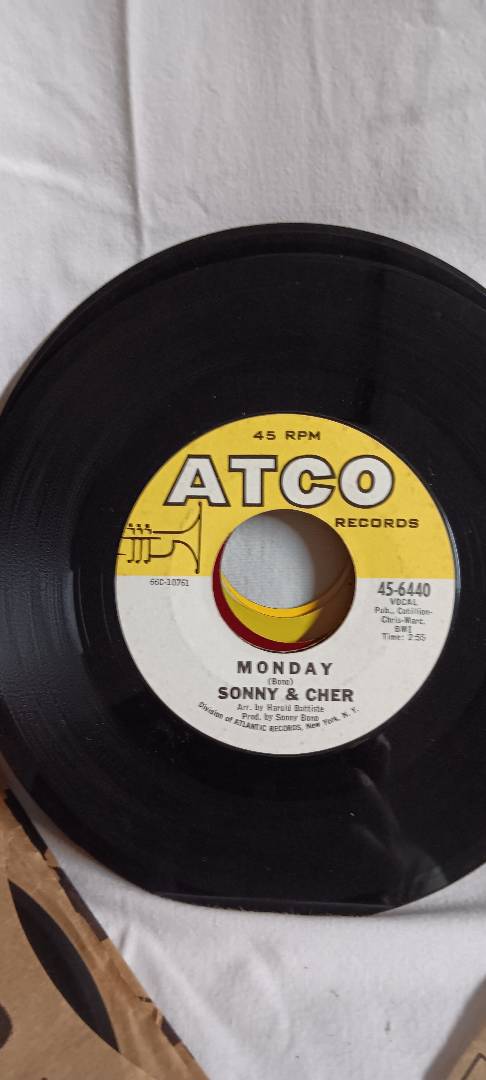 45 RPM
ATCO
RECORDS
66C-10761
45-6440
VOCAL
Pub., Cotillion-
Chris-Marc.
BMI
Time: 2:55
MONDAY
(Bono)
SONNY & CHER
Arr. by Harold Battiste
Prod. by Sonny Bono
Division of ATLANTIC RECORDS, New York, N. Y.